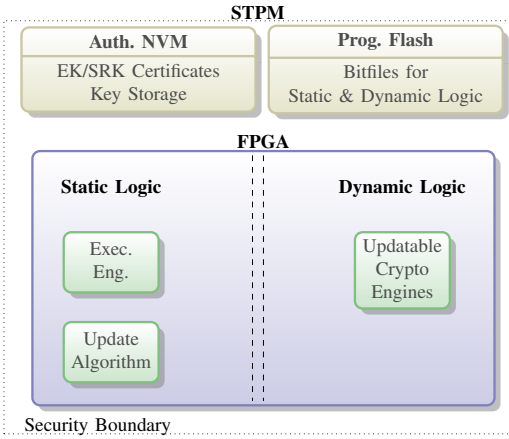 STPM
Auth. NVM
EK/SRK Certificates
Key Storage
Prog. Flash
Bitfiles for
Static & Dynamic Logic
FPGA
Static Logic
Dynamic Logic
Exec.
Eng.
Updatable
Crypto
Engines
Update
Algorithm
Security Boundary